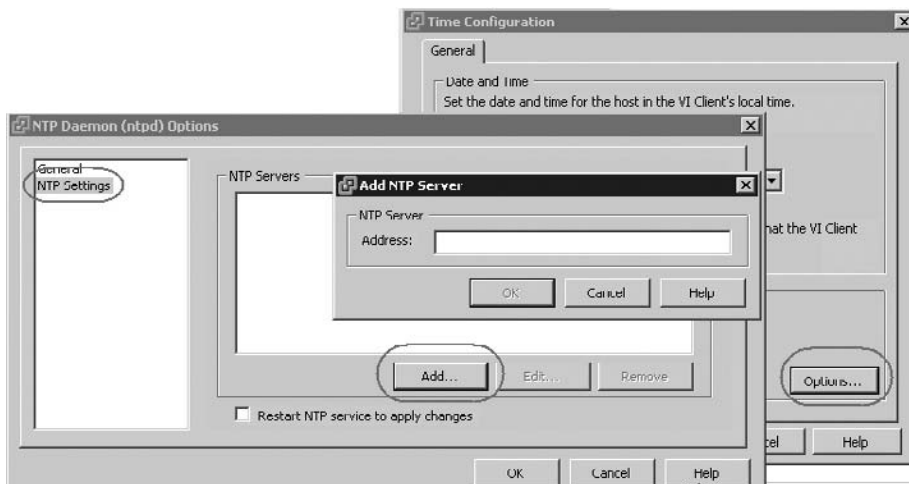 Time Configuration
General
Date and Time
Set the date and time for the host in the VI Client's local time.
hat the VI Client
Options...
cel
Help
NTP Daemon (ntpd) Options
General
NTP Settings
NTP Servers
Add...
Edit...
Remove
Restart NTP service to apply changes
OK
Cancel
Help
Add NTP Server
NTP Server
Address:
OK
Cancel
Help